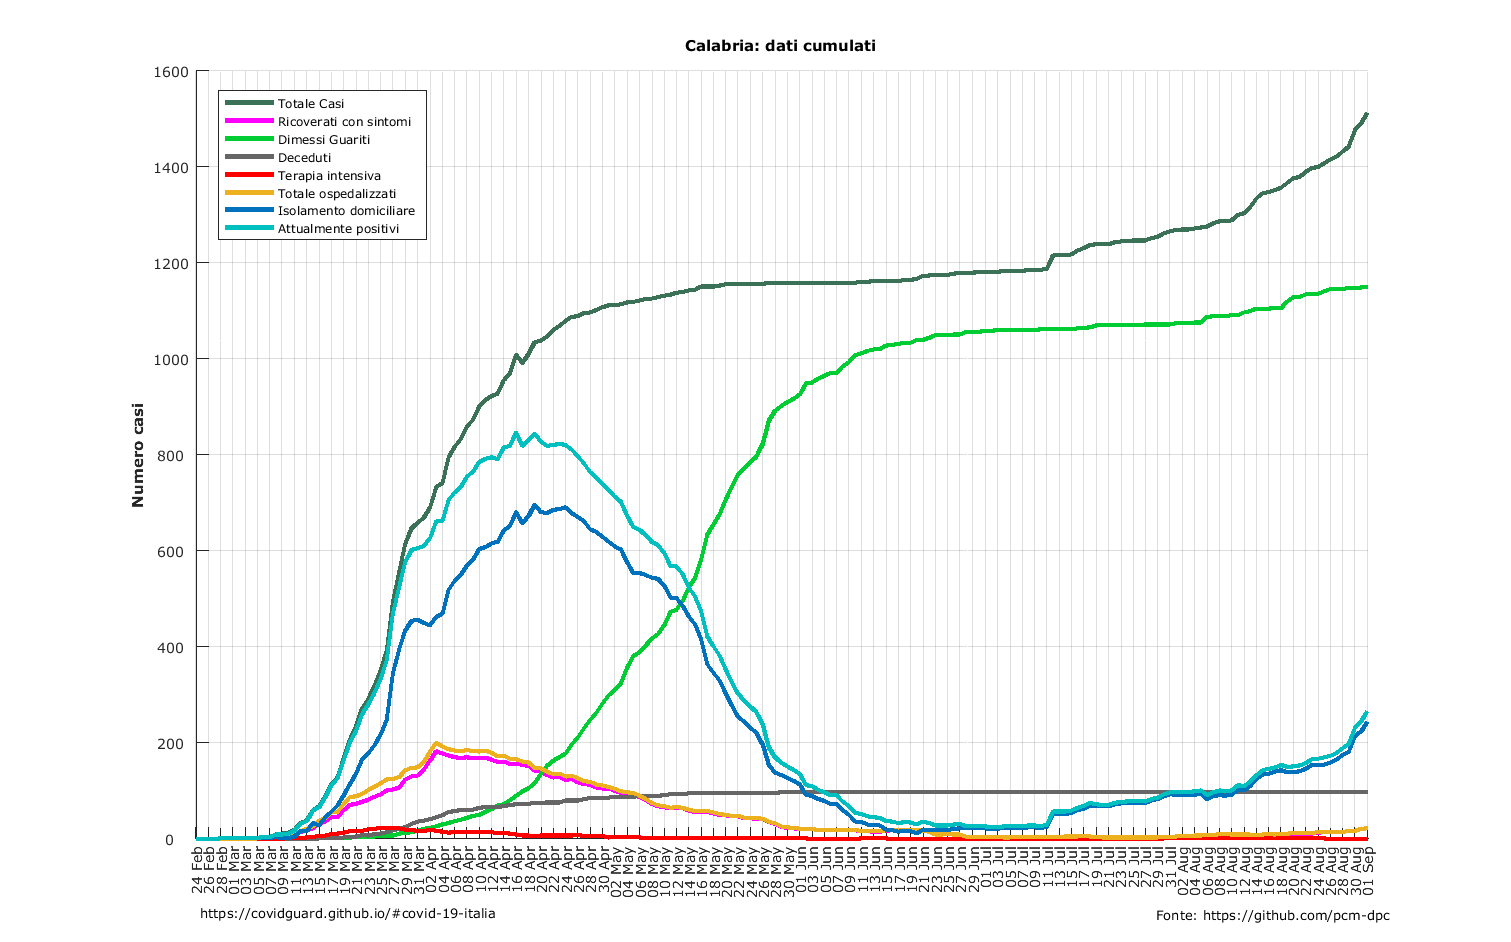 Calabria: dati cumulati
Numero casi
1600
1400
1200
1000
800
600
400
200
0
Totale Casi
Ricoverati con sintomi
Dimessi Guariti
Deceduti
Terapia intensiva
Totale ospedalizzati
Isolamento domiciliare
Attualmente positivi
24 Feb
26 Feb
28 Feb
01 Mar
03 Mar
05 Mar
07 Mar
09 Mar
11 Mar
13 Mar
15 Mar
17 Mar
19 Mar
21 Mar
23 Mar
25 Mar
27 Mar
29 Mar
31 Mar
02 Apr
04 Apr
06 Apr
08 Apr
10 Apr
12 Apr
14 Apr
16 Apr
18 Apr
20 Apr
22 Apr
24 Apr
26 Apr
28 Apr
30 Apr
02 May
04 May
06 May
08 May
10 May
12 May
14 May
16 May
18 May
20 May
22 May
24 May
26 May
28 May
30 May
01 Jun
03 Jun
05 Jun
07 Jun
09 Jun
11 Jun
13 Jun
15 Jun
17 Jun
19 Jun
21 Jun
23 Jun
25 Jun
27 Jun
29 Jun
01 Jul
03 Jul
05 Jul
07 Jul
09 Jul
11 Jul
13 Jul
15 Jul
17 Jul
19 Jul
21 Jul
23 Jul
25 Jul
27 Jul
29 Jul
31 Jul
02 Aug
04 Aug
06 Aug
08 Aug
10 Aug
12 Aug
14 Aug
16 Aug
18 Aug
20 Aug
22 Aug
24 Aug
26 Aug
28 Aug
30 Aug
01 Sep
https://covidguard.github.io/#covid-19-italia
Fonte: https://github.com/pcm-dpc